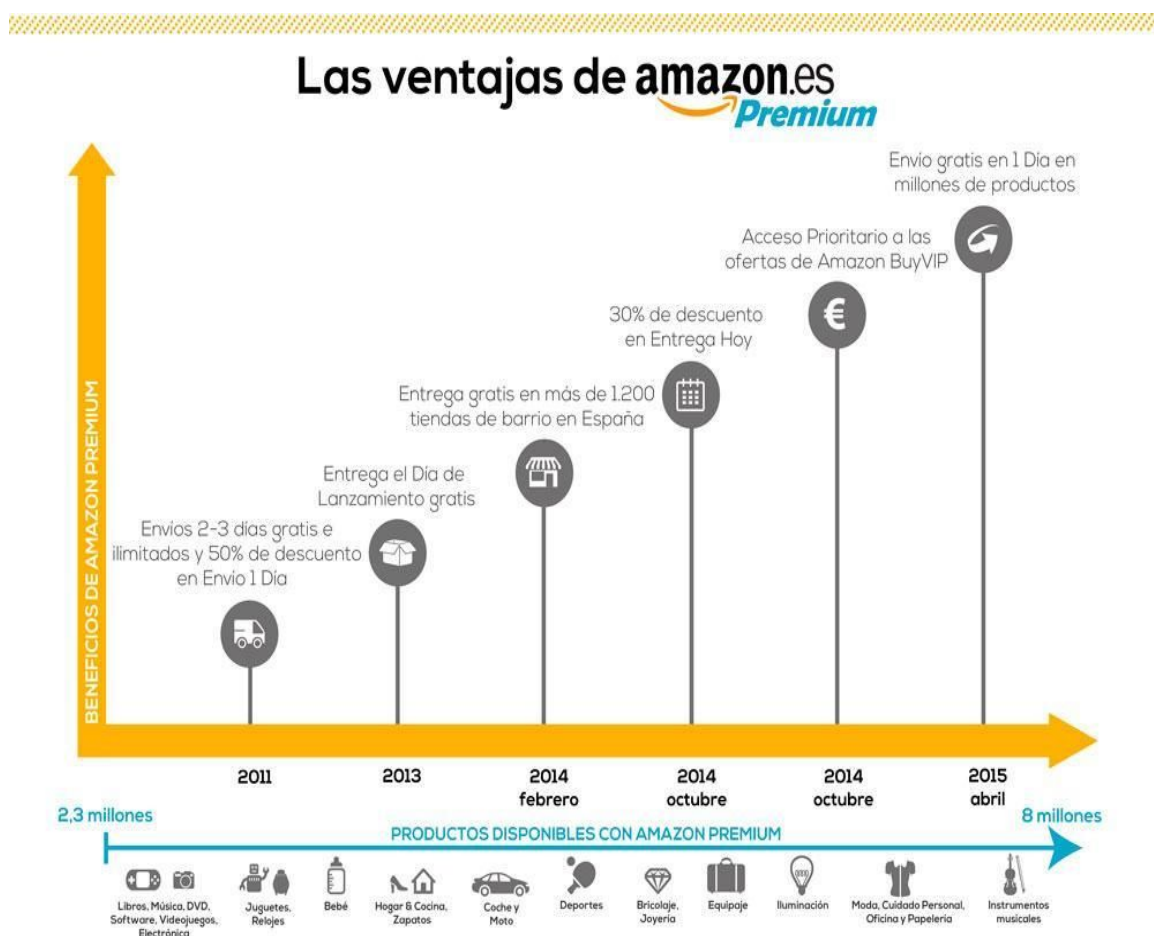 Las ventajas de amazon.es
Premium
Envío gratis en 1 Día en
millones de productos
Acceso Prioritario a las
ofertas de Amazon BuyVIP
€
30% de descuento
en Entrega Hoy
Entrega gratis en más de 1.200
tiendas de barrio en España
Entrega el Día de
Lanzamiento gratis
Envíos 2-3 días gratis e
ilimitados y 50% de descuento
en Envío 1 Día
BENEFICIOS DE AMAZON PREMIUM
2011
2013
2014
febrero
2014
octubre
2014
octubre
2015
abril
2,3 millones
8 millones
PRODUCTOS DISPONIBLES CON AMAZON PREMIUM
Libros, Música, DVD,
Software, Videojuegos,
Electrónica
Juguetes,
Relojes
Bebé
Hogar & Cocina,
Zapatos
Coche y
Moto
Deportes
Bricolaje,
Joyería
Equipaje
Iluminación
Moda, Cuidado Personal,
Oficina y Papelería
Instrumentos
musicales